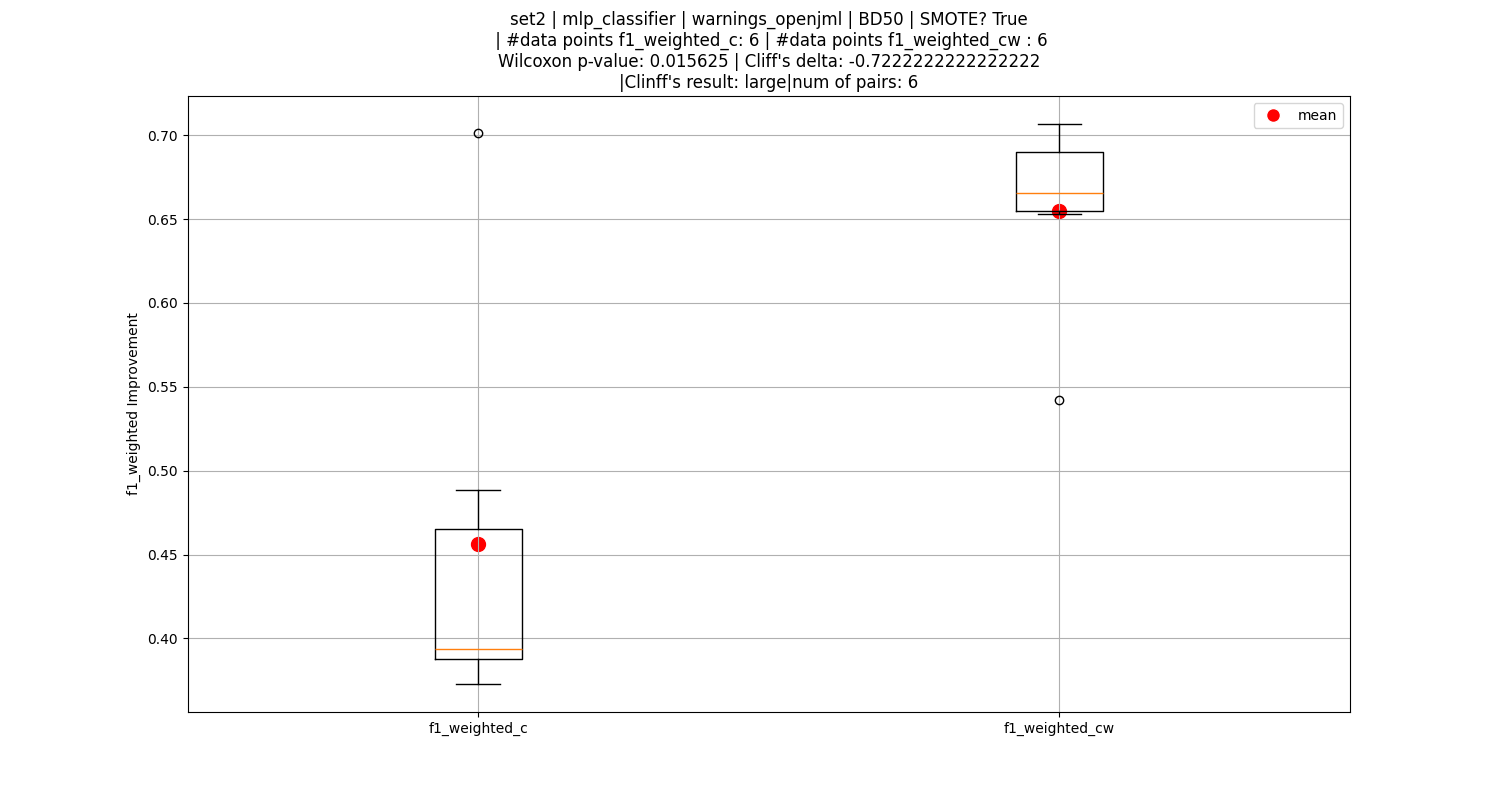 set2 | mlp_classifier | warnings_openjml | BD50 | SMOTE? True
| #data points f1_weighted_c: 6 | #data points f1_weighted_cw : 6
Wilcoxon p-value: 0.015625 | Cliff's delta: -0.7222222222222222
|Clinff's result: large|num of pairs: 6
mean
0.70
0.65
0.60
0.55
0.50
0.45
0.40
f1_weighted Improvement
f1_weighted_c
f1_weighted_cw